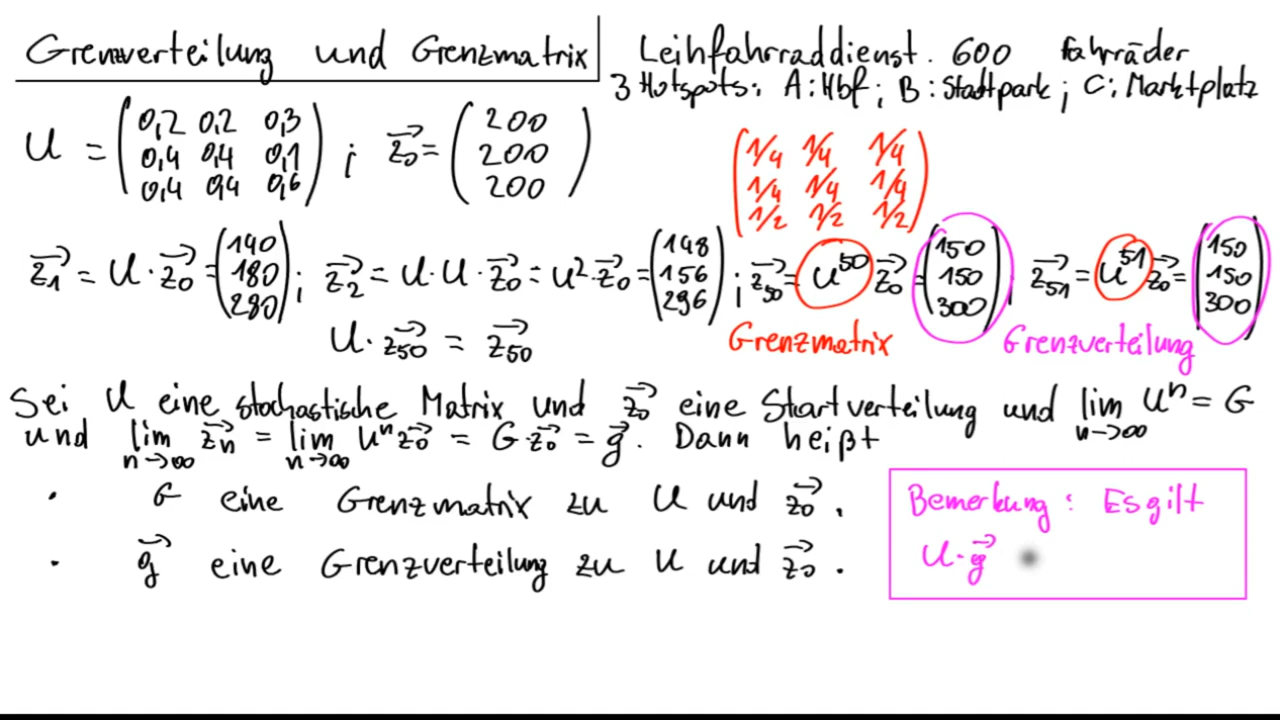 Grenzverteilung und Grenzmatrix
Leihfahrraddienst. 600 Fahrräder
3 Hotspots: A: Hbf; B: Stadtpark; C: Marktplatz
U = (0,2 0,2 0,3; 0,4 0,4 0,1; 0,4 0,4 0,6) ; z₀⃗ = (200; 200; 200)
(1/4 1/4 1/4; 1/4 1/4 1/4; 1/2 1/2 1/2)
z₁⃗ = U · z₀⃗ = (140; 180; 280) ; z₂⃗ = U · U · z₀⃗ = U² · z₀⃗ = (148; 156; 296) ; z₅₀⃗ = U⁵⁰ z₀⃗ = (150; 150; 300) ; z₅₁⃗ = U⁵¹ z₀⃗ = (150; 150; 300)
U · z₅₀⃗ = z₅₀⃗
Grenzmatrix
Grenzverteilung
Sei U eine stochastische Matrix und z₀⃗ eine Startverteilung und lim n→∞ Uⁿ = G
und lim n→∞ zₙ⃗ = lim n→∞ Uⁿ z₀⃗ = G · z₀⃗ = g⃗. Dann heißt
· G eine Grenzmatrix zu U und z₀⃗.
· g⃗ eine Grenzverteilung zu U und z₀⃗.
Bemerkung: Es gilt
U · g⃗